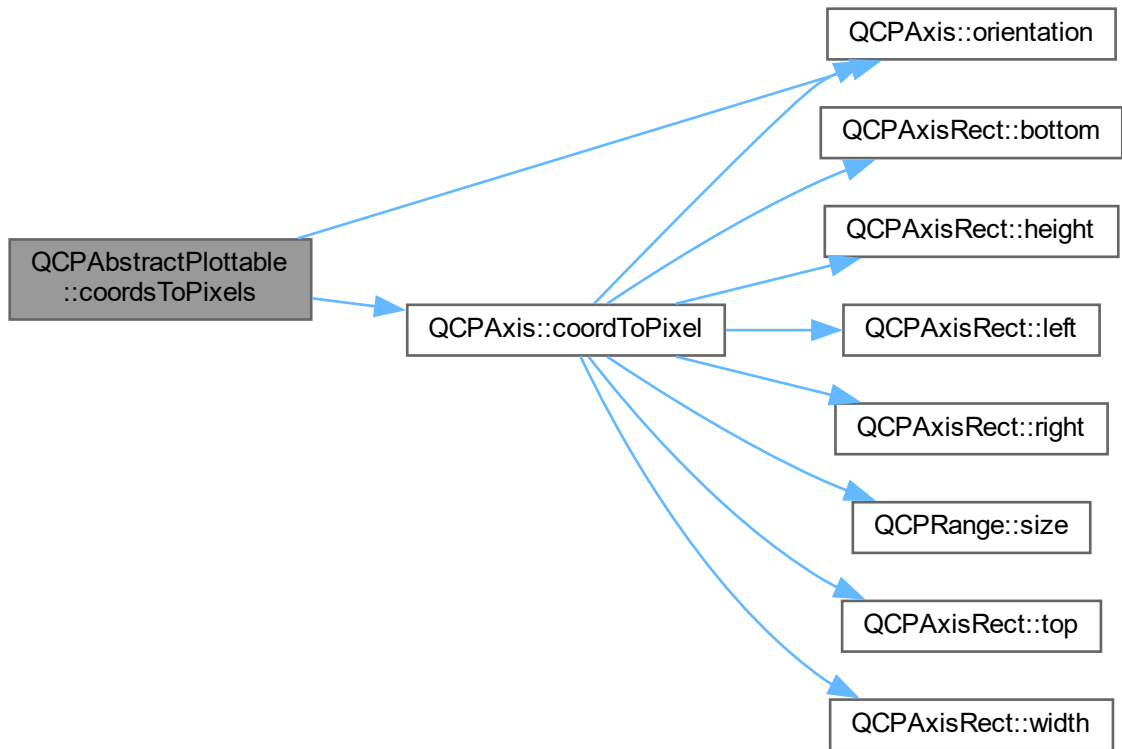 QCPAxis::orientation
QCPAxisRect::bottom
QCPAxisRect::height
QCPAbstractPlottable
::coordsToPixels
QCPAxis::coordToPixel
QCPAxisRect::left
QCPAxisRect::right
QCPRange::size
QCPAxisRect::top
QCPAxisRect::width